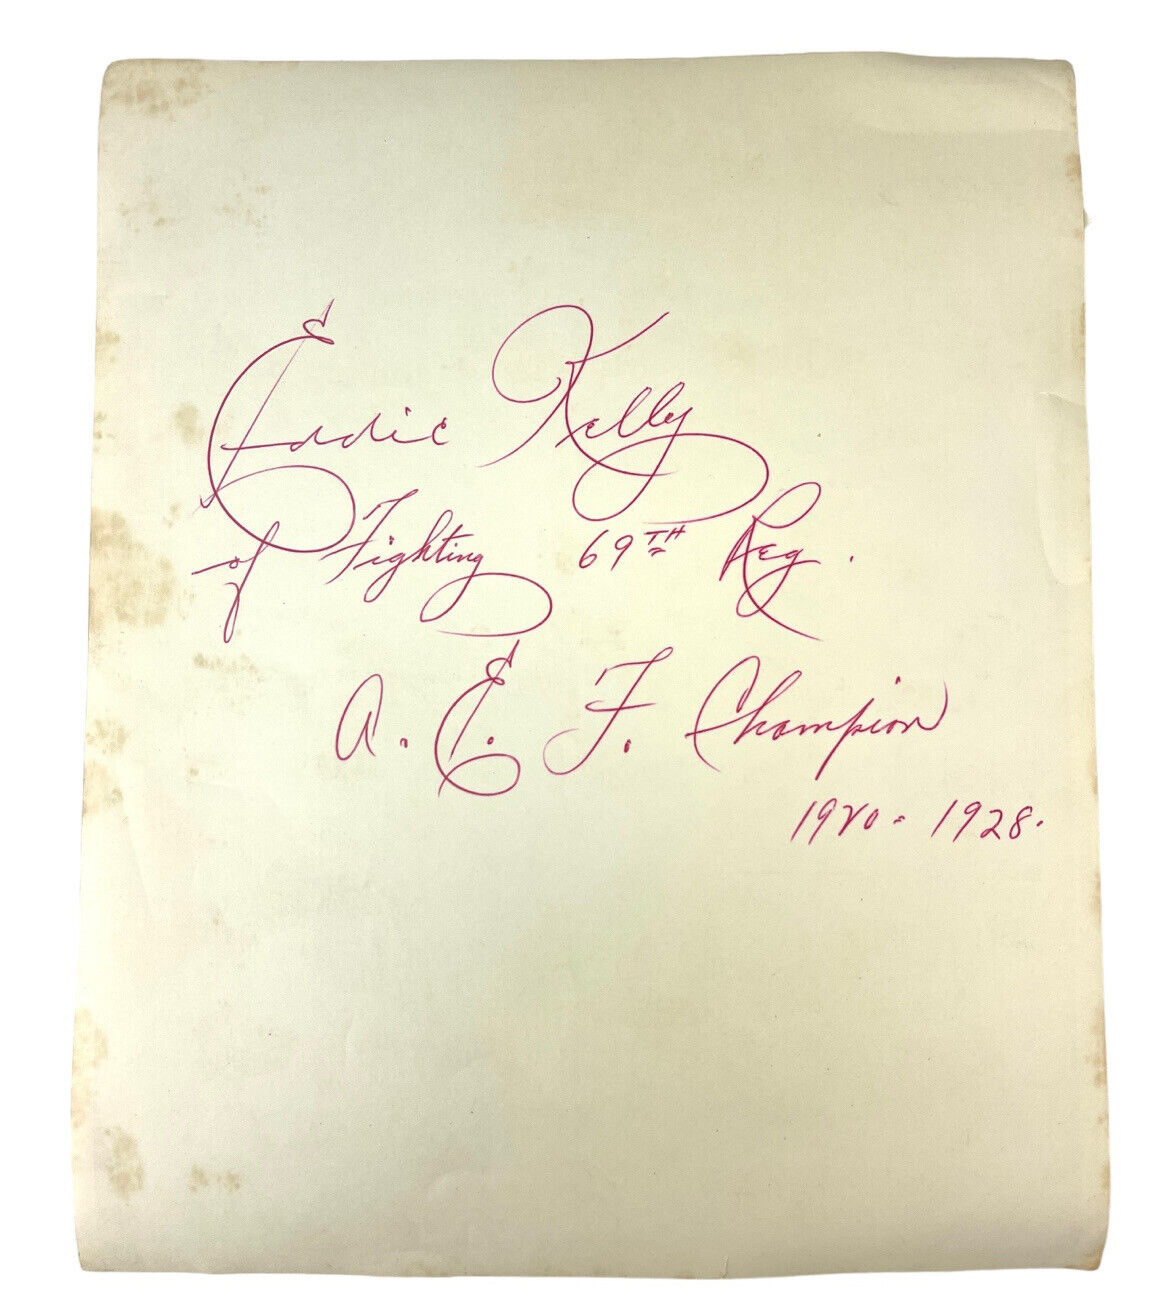 Eddie Kelly
of Fighting 69TH Reg.
A. E. F. Champion
1920 - 1928.